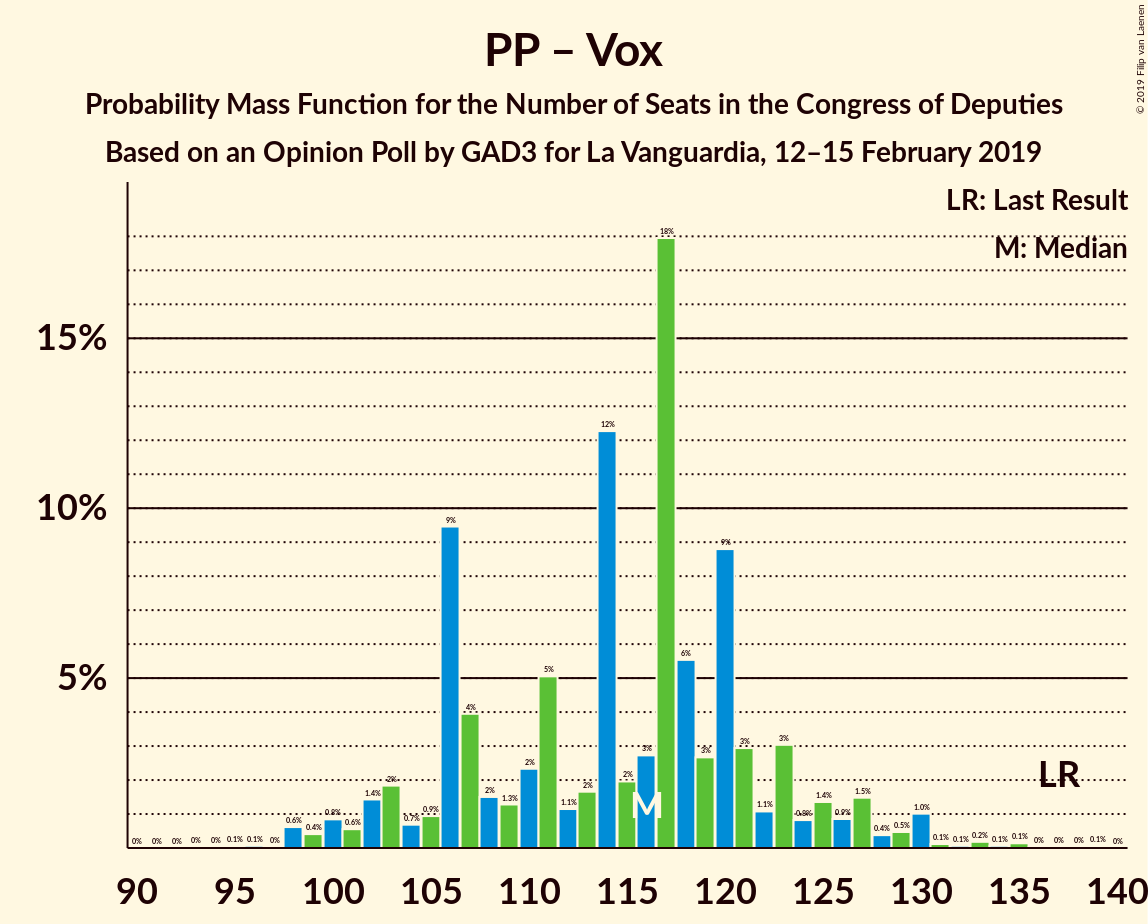 PP – Vox
Probability Mass Function for the Number of Seats in the Congress of Deputies
Based on an Opinion Poll by GAD3 for La Vanguardia, 12–15 February 2019
© 2019 Filip van Laenen
LR: Last Result
M: Median
15%
10%
5%
0% 0% 0% 0% 0% 0.1% 0.1% 0% 0.6% 0.4% 0.8% 0.6% 1.4% 2% 0.7% 0.9% 9% 4% 2% 1.3% 2% 5% 1.1% 2% 12% 2% 3% 18% 6% 3% 9% 3% 1.1% 3% 0.8% 1.4% 0.9% 1.5% 0.4% 0.5% 1.0% 0.1% 0.1% 0.2% 0.1% 0.1% 0% 0% 0% 0.1% 0%
M
LR
90 95 100 105 110 115 120 125 130 135 140